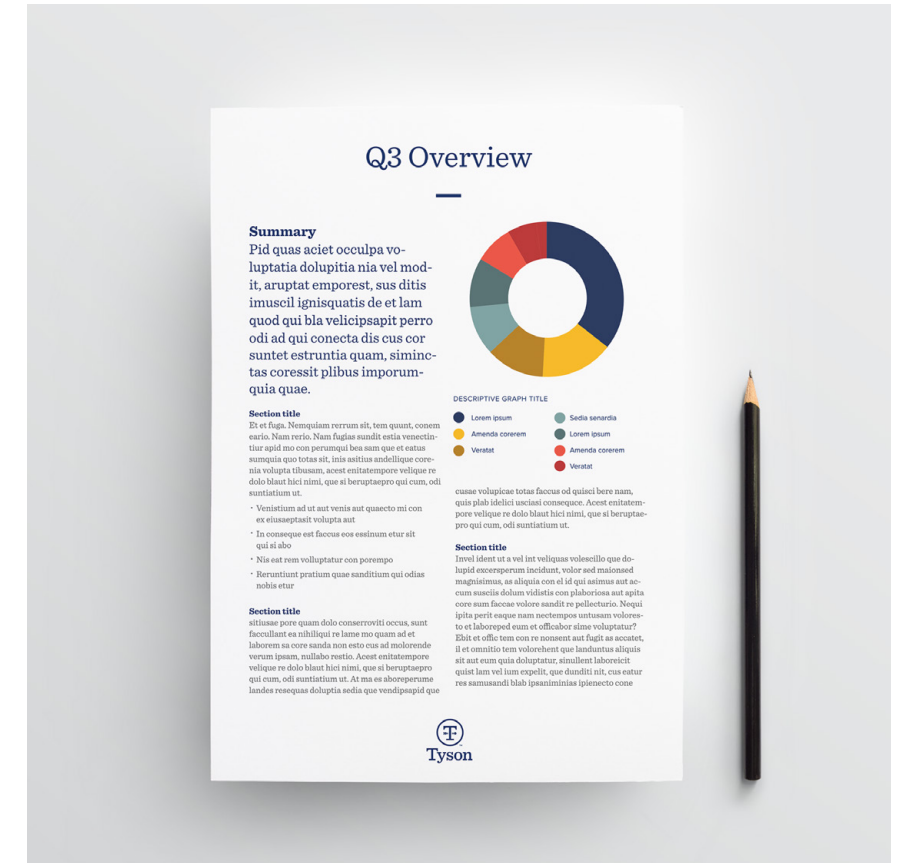 Q3 Overview
Summary
Pid quas aciet occulpa vo-
luptatia dolupitia nia vel mod-
it, aruptat emporest, sus ditis
imuscil ignisquatis de et lam
quod qui bla velicipsapit perro
odi ad qui conecta dis cus cor
suntet estruntia quam, siminc-
tas coressit plibus imporum-
quia quae.
Section title
Et et fuga. Nemquiam rerrum sit, tem quunt, conem
eario. Nam rerio. Nam fugias sundit estia venectin-
tiur apid mo con perumqui bea sam que et eatus
sumquia quo totas sit, inis asitius andellique core-
nia volupta tibusam, acest enitatempore velique re
dolo blaut hici nimi, que si beruptaepro qui cum, odi
suntiatium ut.
· Venistium ad ut aut venis aut quaecto mi con
ex eiusaeptasit volupta aut
· In conseque est faccus eos essinum etur sit
qui si abo
· Nis eat rem volluptatur con porempo
· Reruntiunt pratium quae sanditium qui odias
nobis etur
Section title
sitiusae pore quam dolo conserroviti occus, sunt
faccullant ea nihiliqui re lame mo quam ad et
laborem sa core sanda non esto cus ad molorende
verum ipsam, nullabo restio. Acest enitatempore
velique re dolo blaut hici nimi, que si beruptaepro
qui cum, odi suntiatium ut. At ma es aboreperume
landes resequas doluptia sedia que vendipsapid que
DESCRIPTIVE GRAPH TITLE
Lorem ipsum
Amenda corerem
Veratat
Sedia senardia
Lorem ipsum
Amenda corerem
Veratat
cusae volupicae totas faccus od quisci bere nam,
quis plab idelici usciasi consequce. Acest enitatem-
pore velique re dolo blaut hici nimi, que si beruptae-
pro qui cum, odi suntiatium ut.
Section title
Invel ident ut a vel int veliquas volescillo que do-
lupid excersperum incidunt, volor sed maionsed
magnisimus, as aliquia con el id qui asimus aut ac-
cum susciis dolum vidistis con plaboriosa aut apita
core sum faccae volore sandit re pellecturio. Nequi
ipita perit eaque nam nectempos untusam volores-
to et laboreped eum et officabor sime voluptatur?
Ebit et offic tem con re nonsent aut fugit as accatet,
il et omnitio tem volorehent que landuntus aliquis
sit aut eum quia doluptatur, sinullent laboreicit
quist lam vel ium expelit, que dunditi nit, cus eatur
res samusandi blab ipsaniminias ipienecto cone
T
Tyson